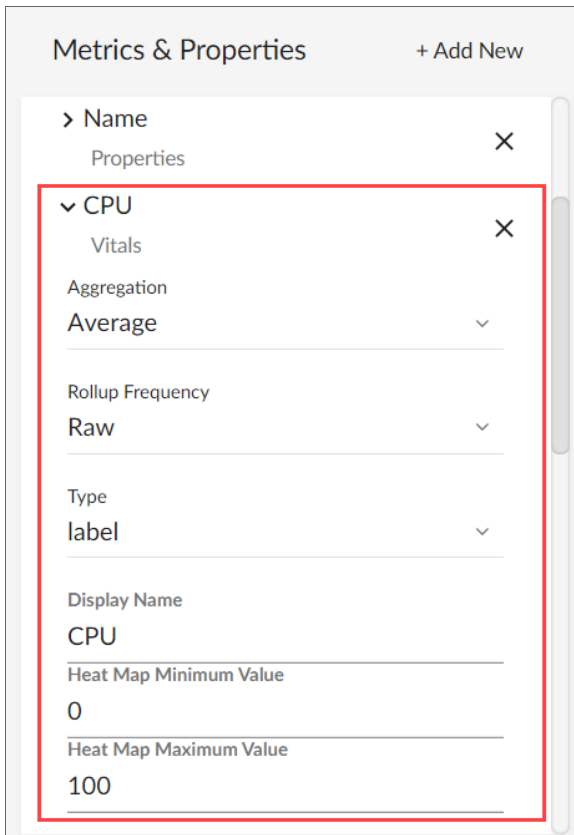 Metrics & Properties
+ Add New
Name
Properties
CPU
Vitals
Aggregation
Average
Rollup Frequency
Raw
Type
label
Display Name
CPU
Heat Map Minimum Value
0
Heat Map Maximum Value
100